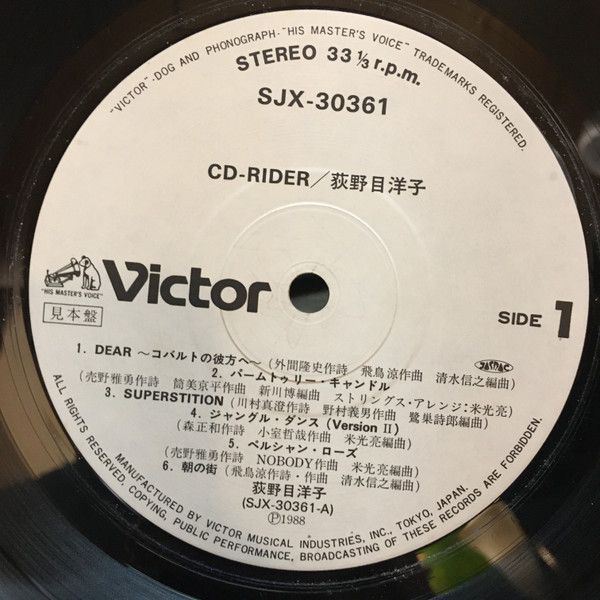 "VICTOR"-DOG AND PHONOGRAPH-"HIS MASTER'S VOICE" TRADEMARKS REGISTERED.
STEREO 33 1/3 r.p.m.
SJX-30361
CD-RIDER/荻野目洋子
"HIS MASTER'S VOICE"
Victor
見本盤
SIDE 1
JASRAC
1. DEAR 〜コバルトの彼方へ〜(外間隆史作詩 飛鳥涼作曲 清水信之編曲)
2. パームトゥリー・キャンドル
(売野雅勇作詩 筒美京平作曲 新川博編曲 ストリングス・アレンジ:米光亮)
3. SUPERSTITION(川村真澄作詩 野村義男作曲 鷺巣詩郎編曲)
4. ジャングル・ダンス(Version II)
(森正和作詩 小室哲哉作曲 米光亮編曲)
5. ペルシャン・ローズ
(売野雅勇作詩 NOBODY作曲 米光亮編曲)
6. 朝の街(飛鳥涼作詩・作曲 清水信之編曲)
荻野目洋子
(SJX-30361-A)
Ⓟ1988
MANUFACTURED BY VICTOR MUSICAL INDUSTRIES, INC., TOKYO, JAPAN.
ALL RIGHTS RESERVED, COPYING, PUBLIC PERFORMANCE, BROADCASTING OF THESE RECORDS ARE FORBIDDEN.